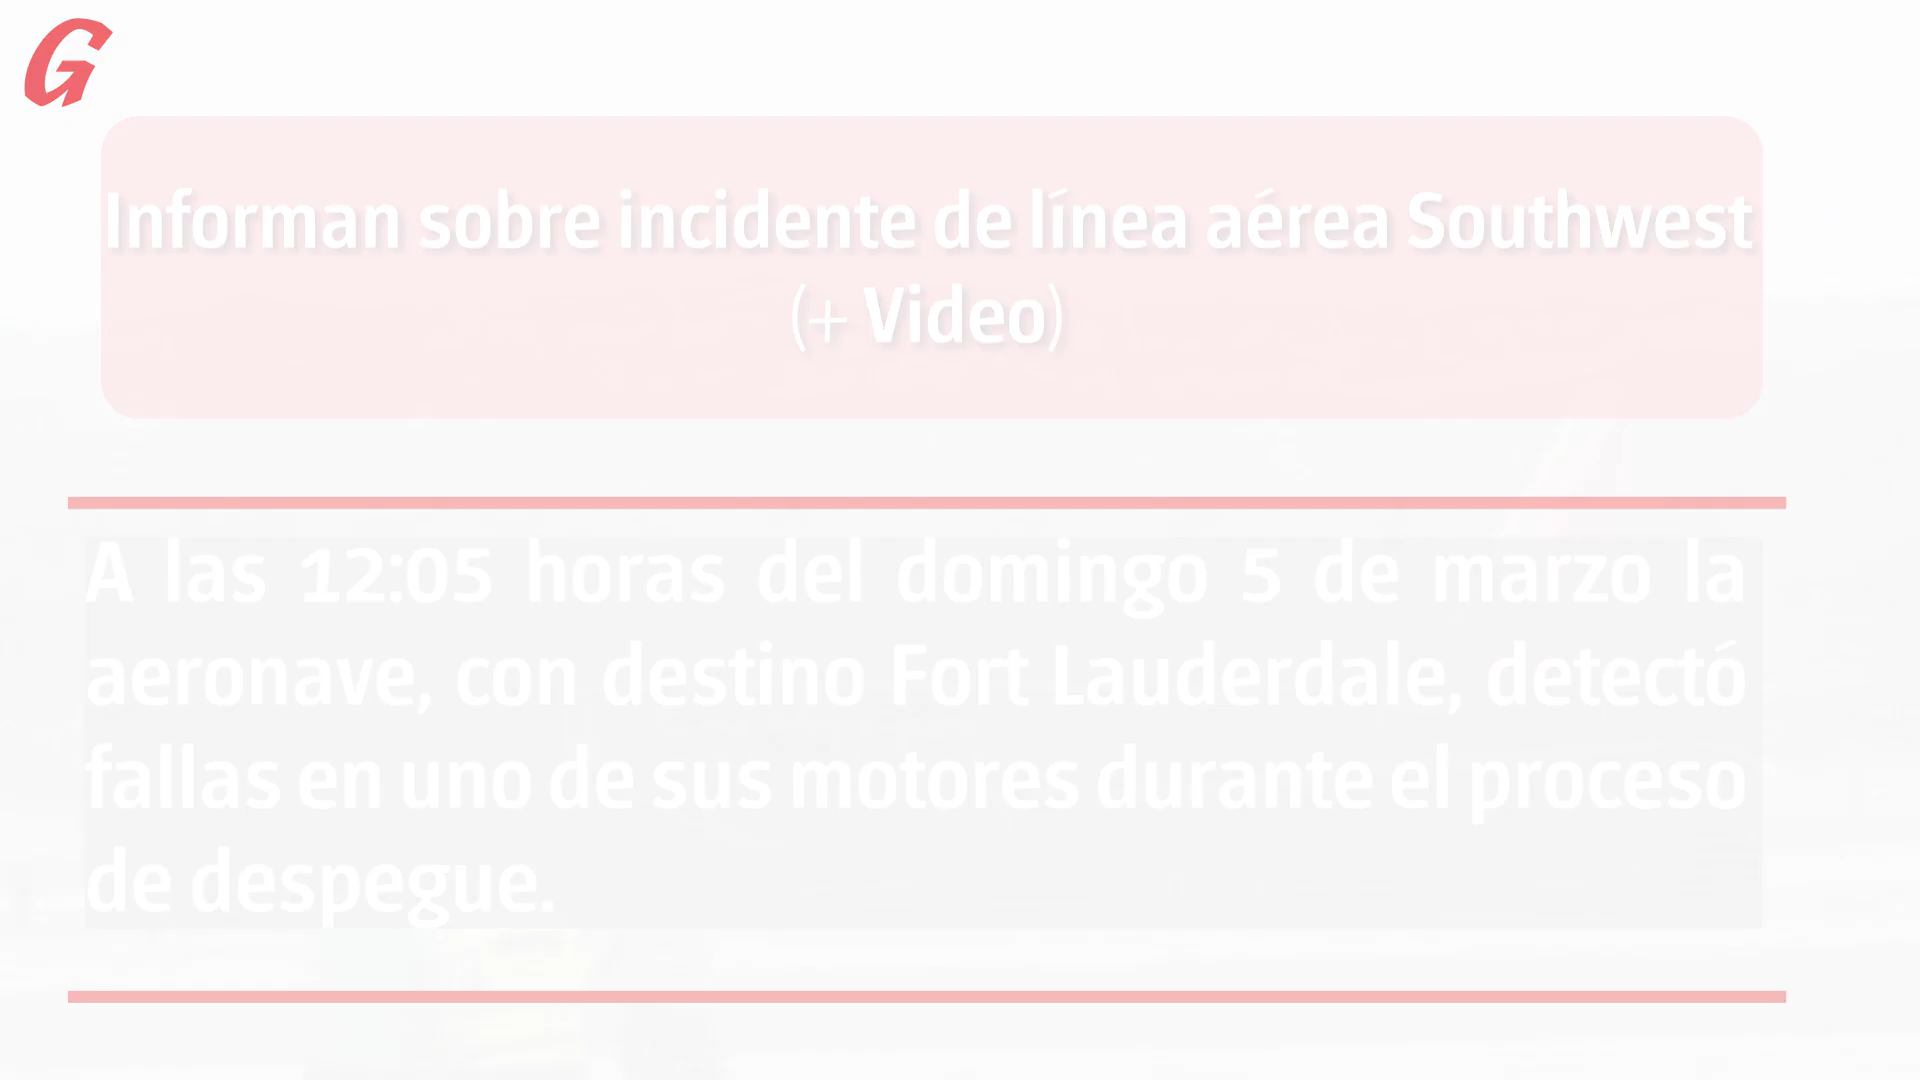 G
Informan sobre incidente de línea aérea Southwest
(+ Video)
A las 12:05 horas del domingo 5 de marzo la
aeronave, con destino Fort Lauderdale, detectó
fallas en uno de sus motores durante el proceso
de despegue.